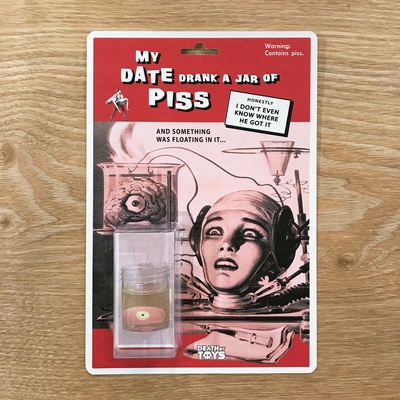 Warning:
Contains piss.
MY
DATE DRANK A JAR OF
PISS
HONESTLY
I DON'T EVEN
KNOW WHERE
HE GOT IT
AND SOMETHING
WAS FLOATING IN IT...
DEATH BY
TOYS